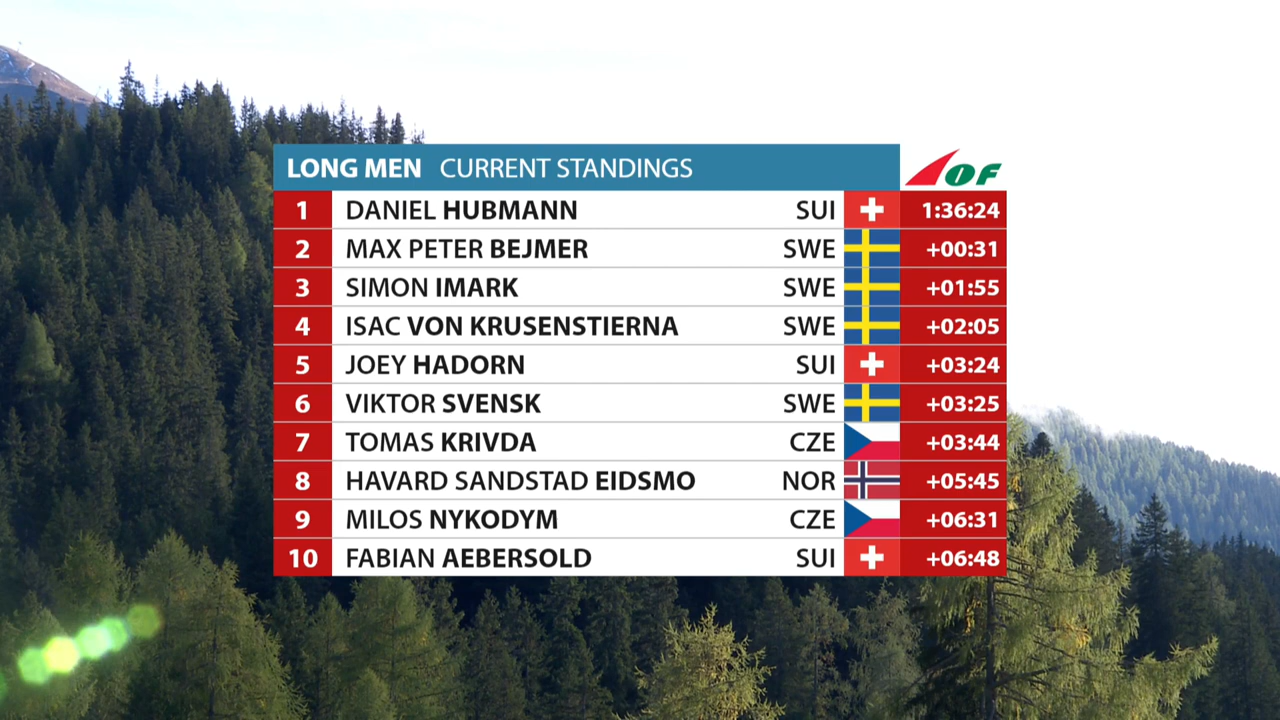 LONG MEN CURRENT STANDINGS
IOF
1 DANIEL HUBMANN SUI 1:36:24
2 MAX PETER BEJMER SWE +00:31
3 SIMON IMARK SWE +01:55
4 ISAC VON KRUSENSTIERNA SWE +02:05
5 JOEY HADORN SUI +03:24
6 VIKTOR SVENSK SWE +03:25
7 TOMAS KRIVDA CZE +03:44
8 HAVARD SANDSTAD EIDSMO NOR +05:45
9 MILOS NYKODYM CZE +06:31
10 FABIAN AEBERSOLD SUI +06:48